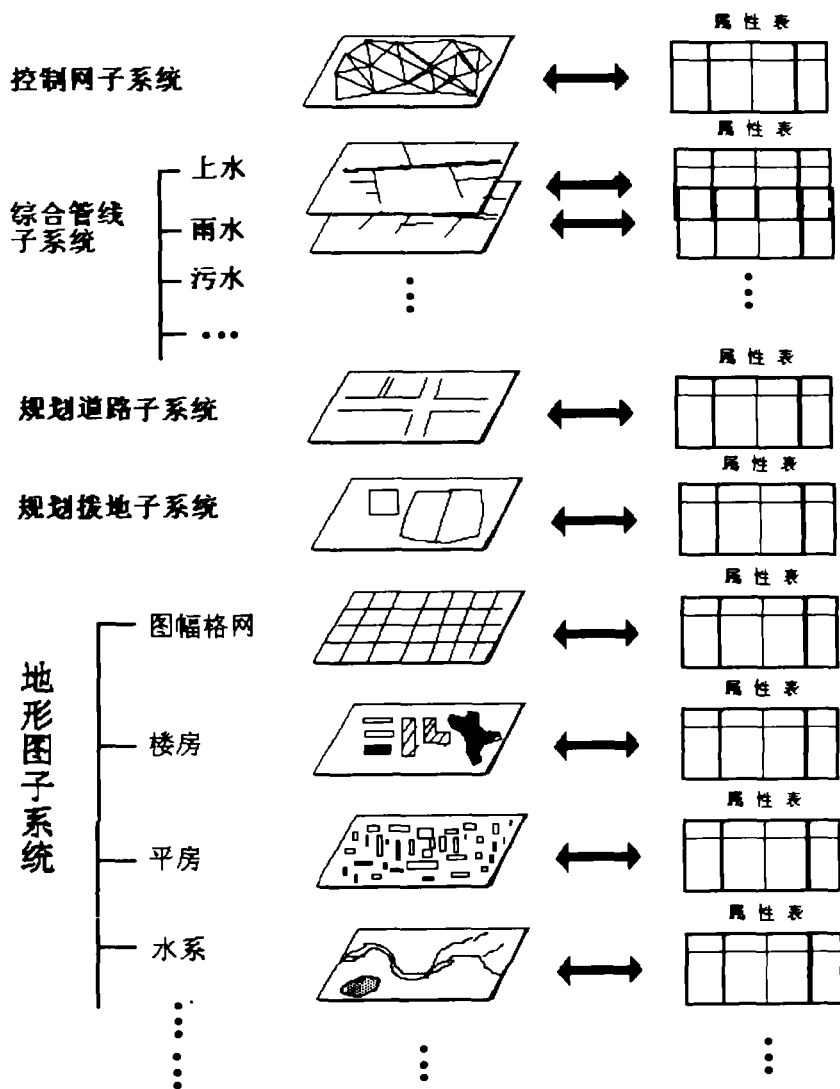 属性表
控制网子系统
属性表
上水
综合管线
子系统
雨水
污水
•••
属性表
规划道路子系统
属性表
规划拨地子系统
属性表
图幅格网
地形图子系统
属性表
楼房
属性表
平房
属性表
水系